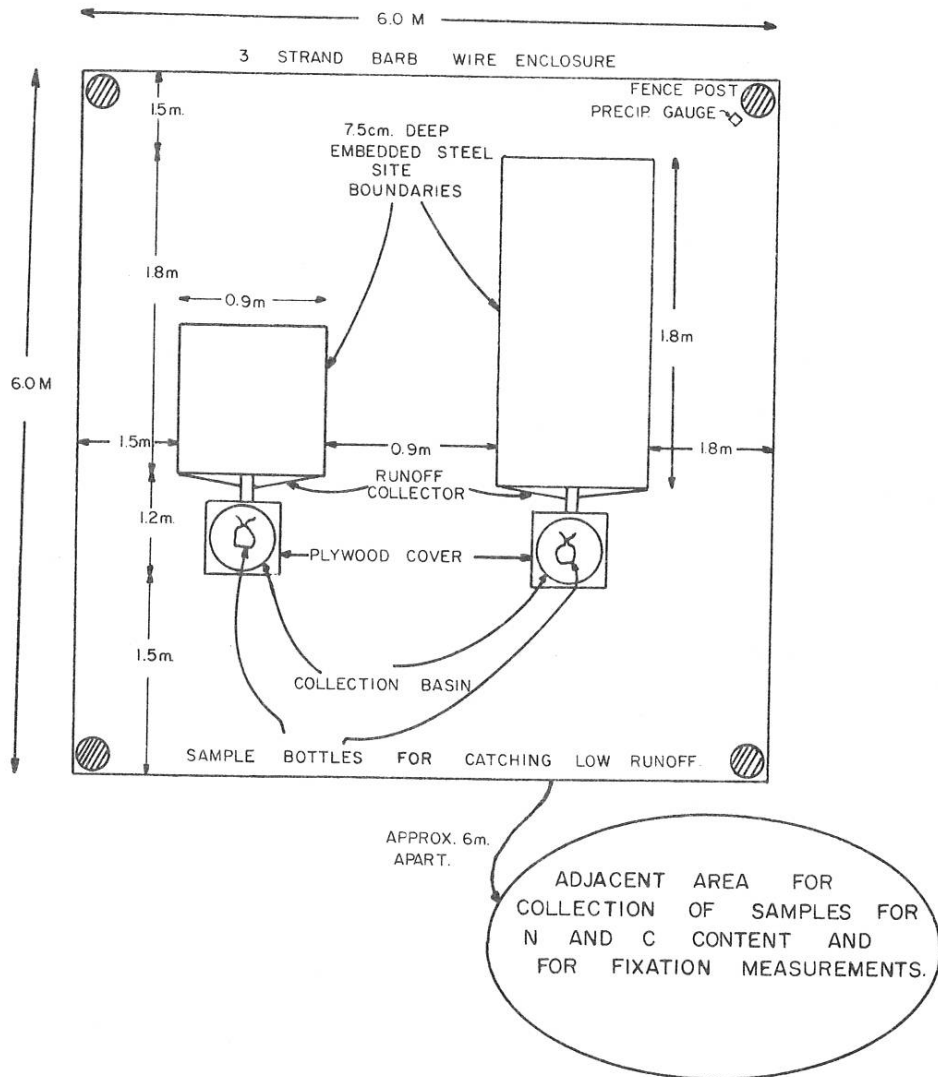 6.0 M
3 STRAND BARB WIRE ENCLOSURE
FENCE POST
PRECIP. GAUGE
1.5m.
7.5cm. DEEP
EMBEDDED STEEL
SITE
BOUNDARIES
1.8m
0.9m
1.8m
6.0 M
1.5m.
0.9m
1.8m
RUNOFF
COLLECTOR
1.2m.
PLYWOOD COVER
1.5m.
COLLECTION BASIN
SAMPLE BOTTLES FOR CATCHING LOW RUNOFF.
APPROX. 6m.
APART.
ADJACENT AREA FOR
COLLECTION OF SAMPLES FOR
N AND C CONTENT AND
FOR FIXATION MEASUREMENTS.